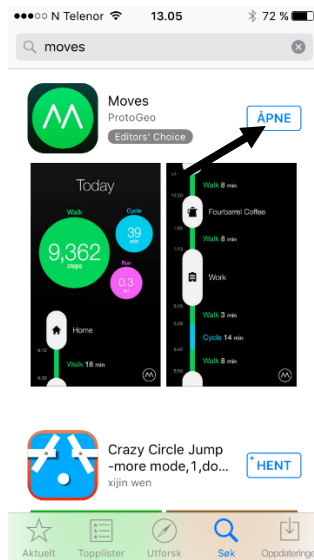 N Telenor 13.05 72 %
moves
Moves
ProtoGeo
Editors' Choice
ÅPNE
Today
Walk
9,362
steps
Cycle
39
min
Run
0.3
Home
Walk 18 min
Walk 8 min
Fourbarrel Coffee
Walk 8 min
Work
Walk 3 min
Cycle 14 min
Walk 8 min
Crazy Circle Jump
-more mode,1,do...
xijin wen
+HENT
Aktuelt Topplister Utforsk Søk Oppdateringe